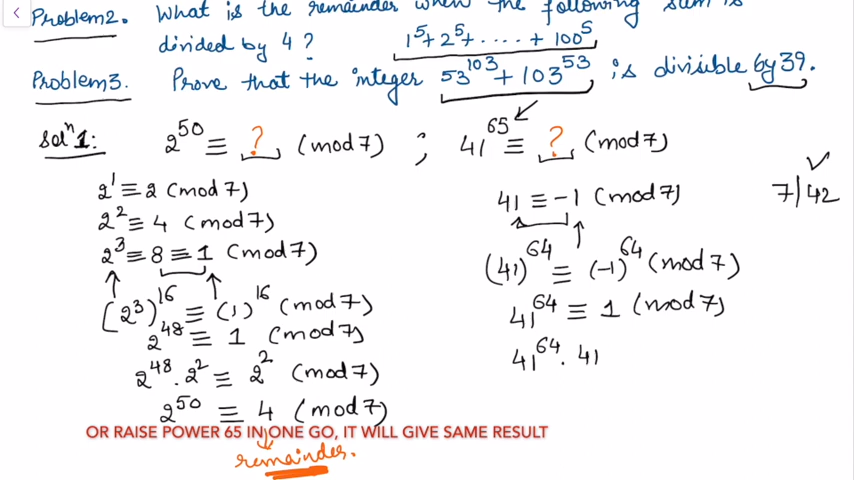 Problem2. What is the remainder when the following sum is
divided by 4 ? 1⁵+2⁵+ ..... + 100⁵
Problem3. Prove that the integer 53¹⁰³ + 103⁵³ is divisible by 39.
Solⁿ 1: 2⁵⁰ ≡ ? (mod 7) ; 41⁶⁵ ≡ ? (mod 7)
2¹ ≡ 2 (mod 7)
2² ≡ 4 (mod 7)
2³ ≡ 8 ≡ 1 (mod 7)
(2³)¹⁶ ≡ (1)¹⁶ (mod 7)
2⁴⁸ ≡ 1 (mod 7)
2⁴⁸ . 2² ≡ 2² (mod 7)
2⁵⁰ ≡ 4 (mod 7)
OR RAISE POWER 65 IN ONE GO, IT WILL GIVE SAME RESULT
remainder.
41 ≡ -1 (mod 7) 7|42
(41)⁶⁴ ≡ (-1)⁶⁴ (mod 7)
41⁶⁴ ≡ 1 (mod 7)
41⁶⁴ . 41